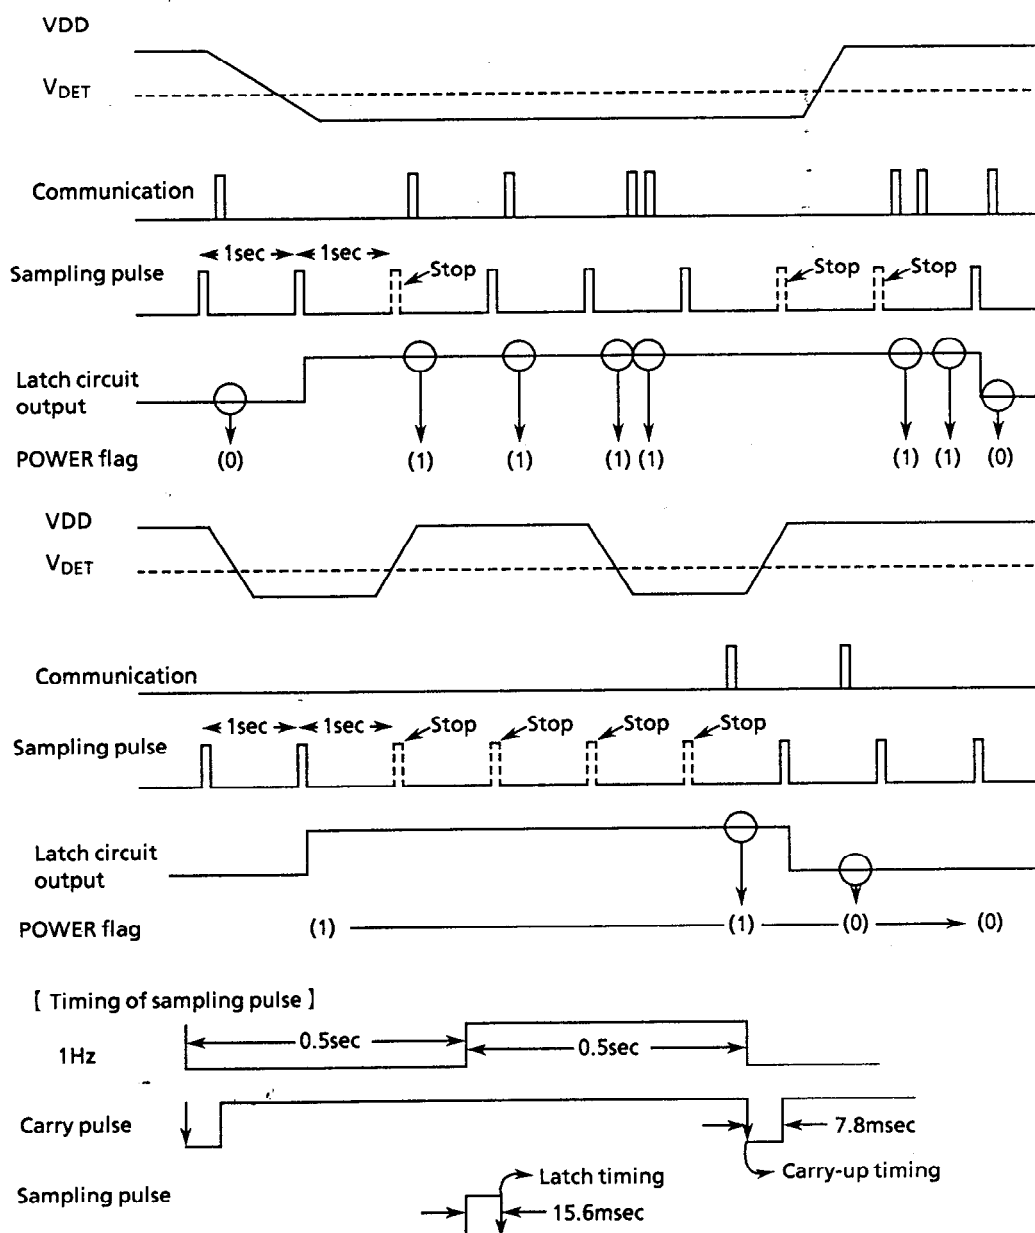 VDD
VDET
Communication
1sec 1sec
Sampling pulse Stop Stop Stop
Latch circuit
output
POWER flag (0) (1) (1) (1) (1) (1) (1) (0)
VDD
VDET
Communication
1sec 1sec Stop Stop Stop Stop
Sampling pulse
Latch circuit
output
POWER flag (1) (1) (0) (0)
[ Timing of sampling pulse ]
1Hz 0.5sec 0.5sec
Carry pulse 7.8msec
Latch timing Carry-up timing
Sampling pulse 15.6msec